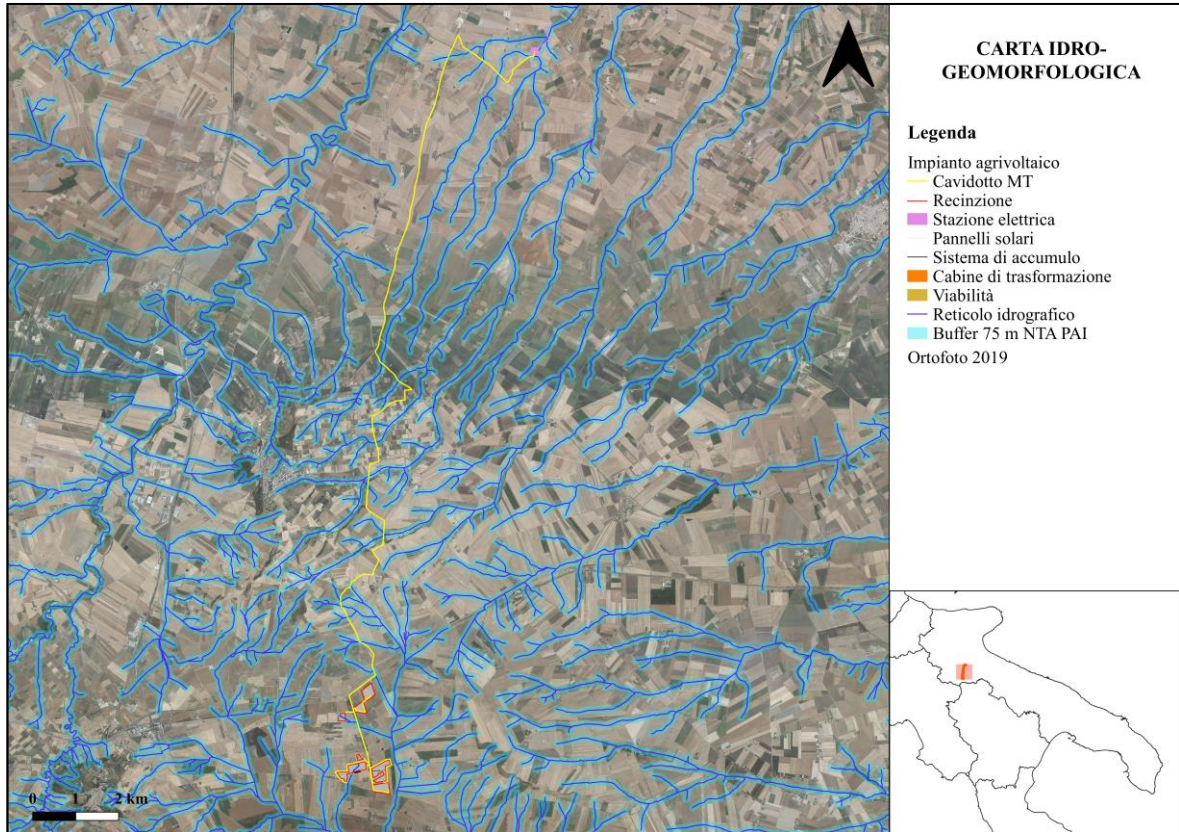 CARTA IDRO-
GEOMORFOLOGICA
Legenda
Impianto agrivoltaico
Cavidotto MT
Recinzione
Stazione elettrica
Pannelli solari
Sistema di accumulo
Cabine di trasformazione
Viabilità
Reticolo idrografico
Buffer 75 m NTA PAI
Ortofoto 2019
0 1 2 km